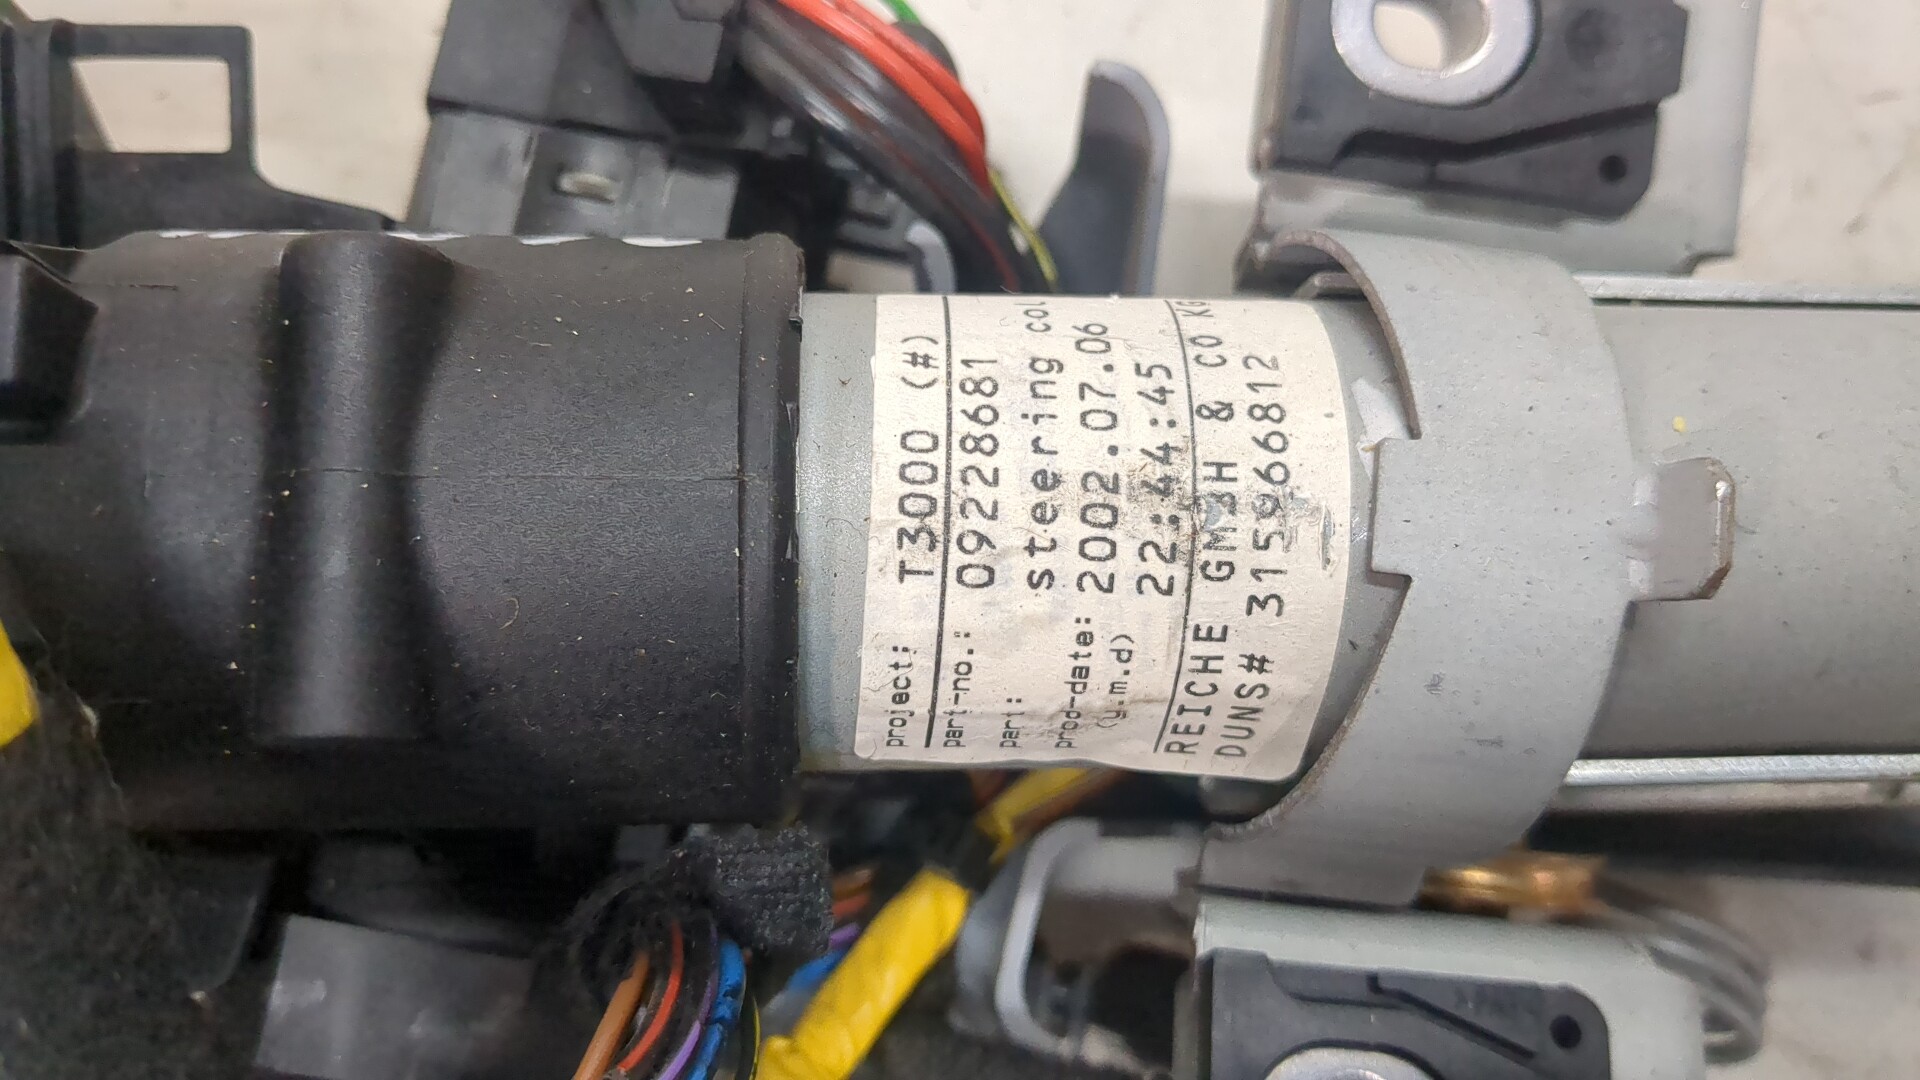 project: T3000 (#)
part-no.: 09228681
part: steering col
prod-date: 2002.07.06
(y.m.d) 22:44:45
REICHE GMBH & CO KG
DUNS# 315966812